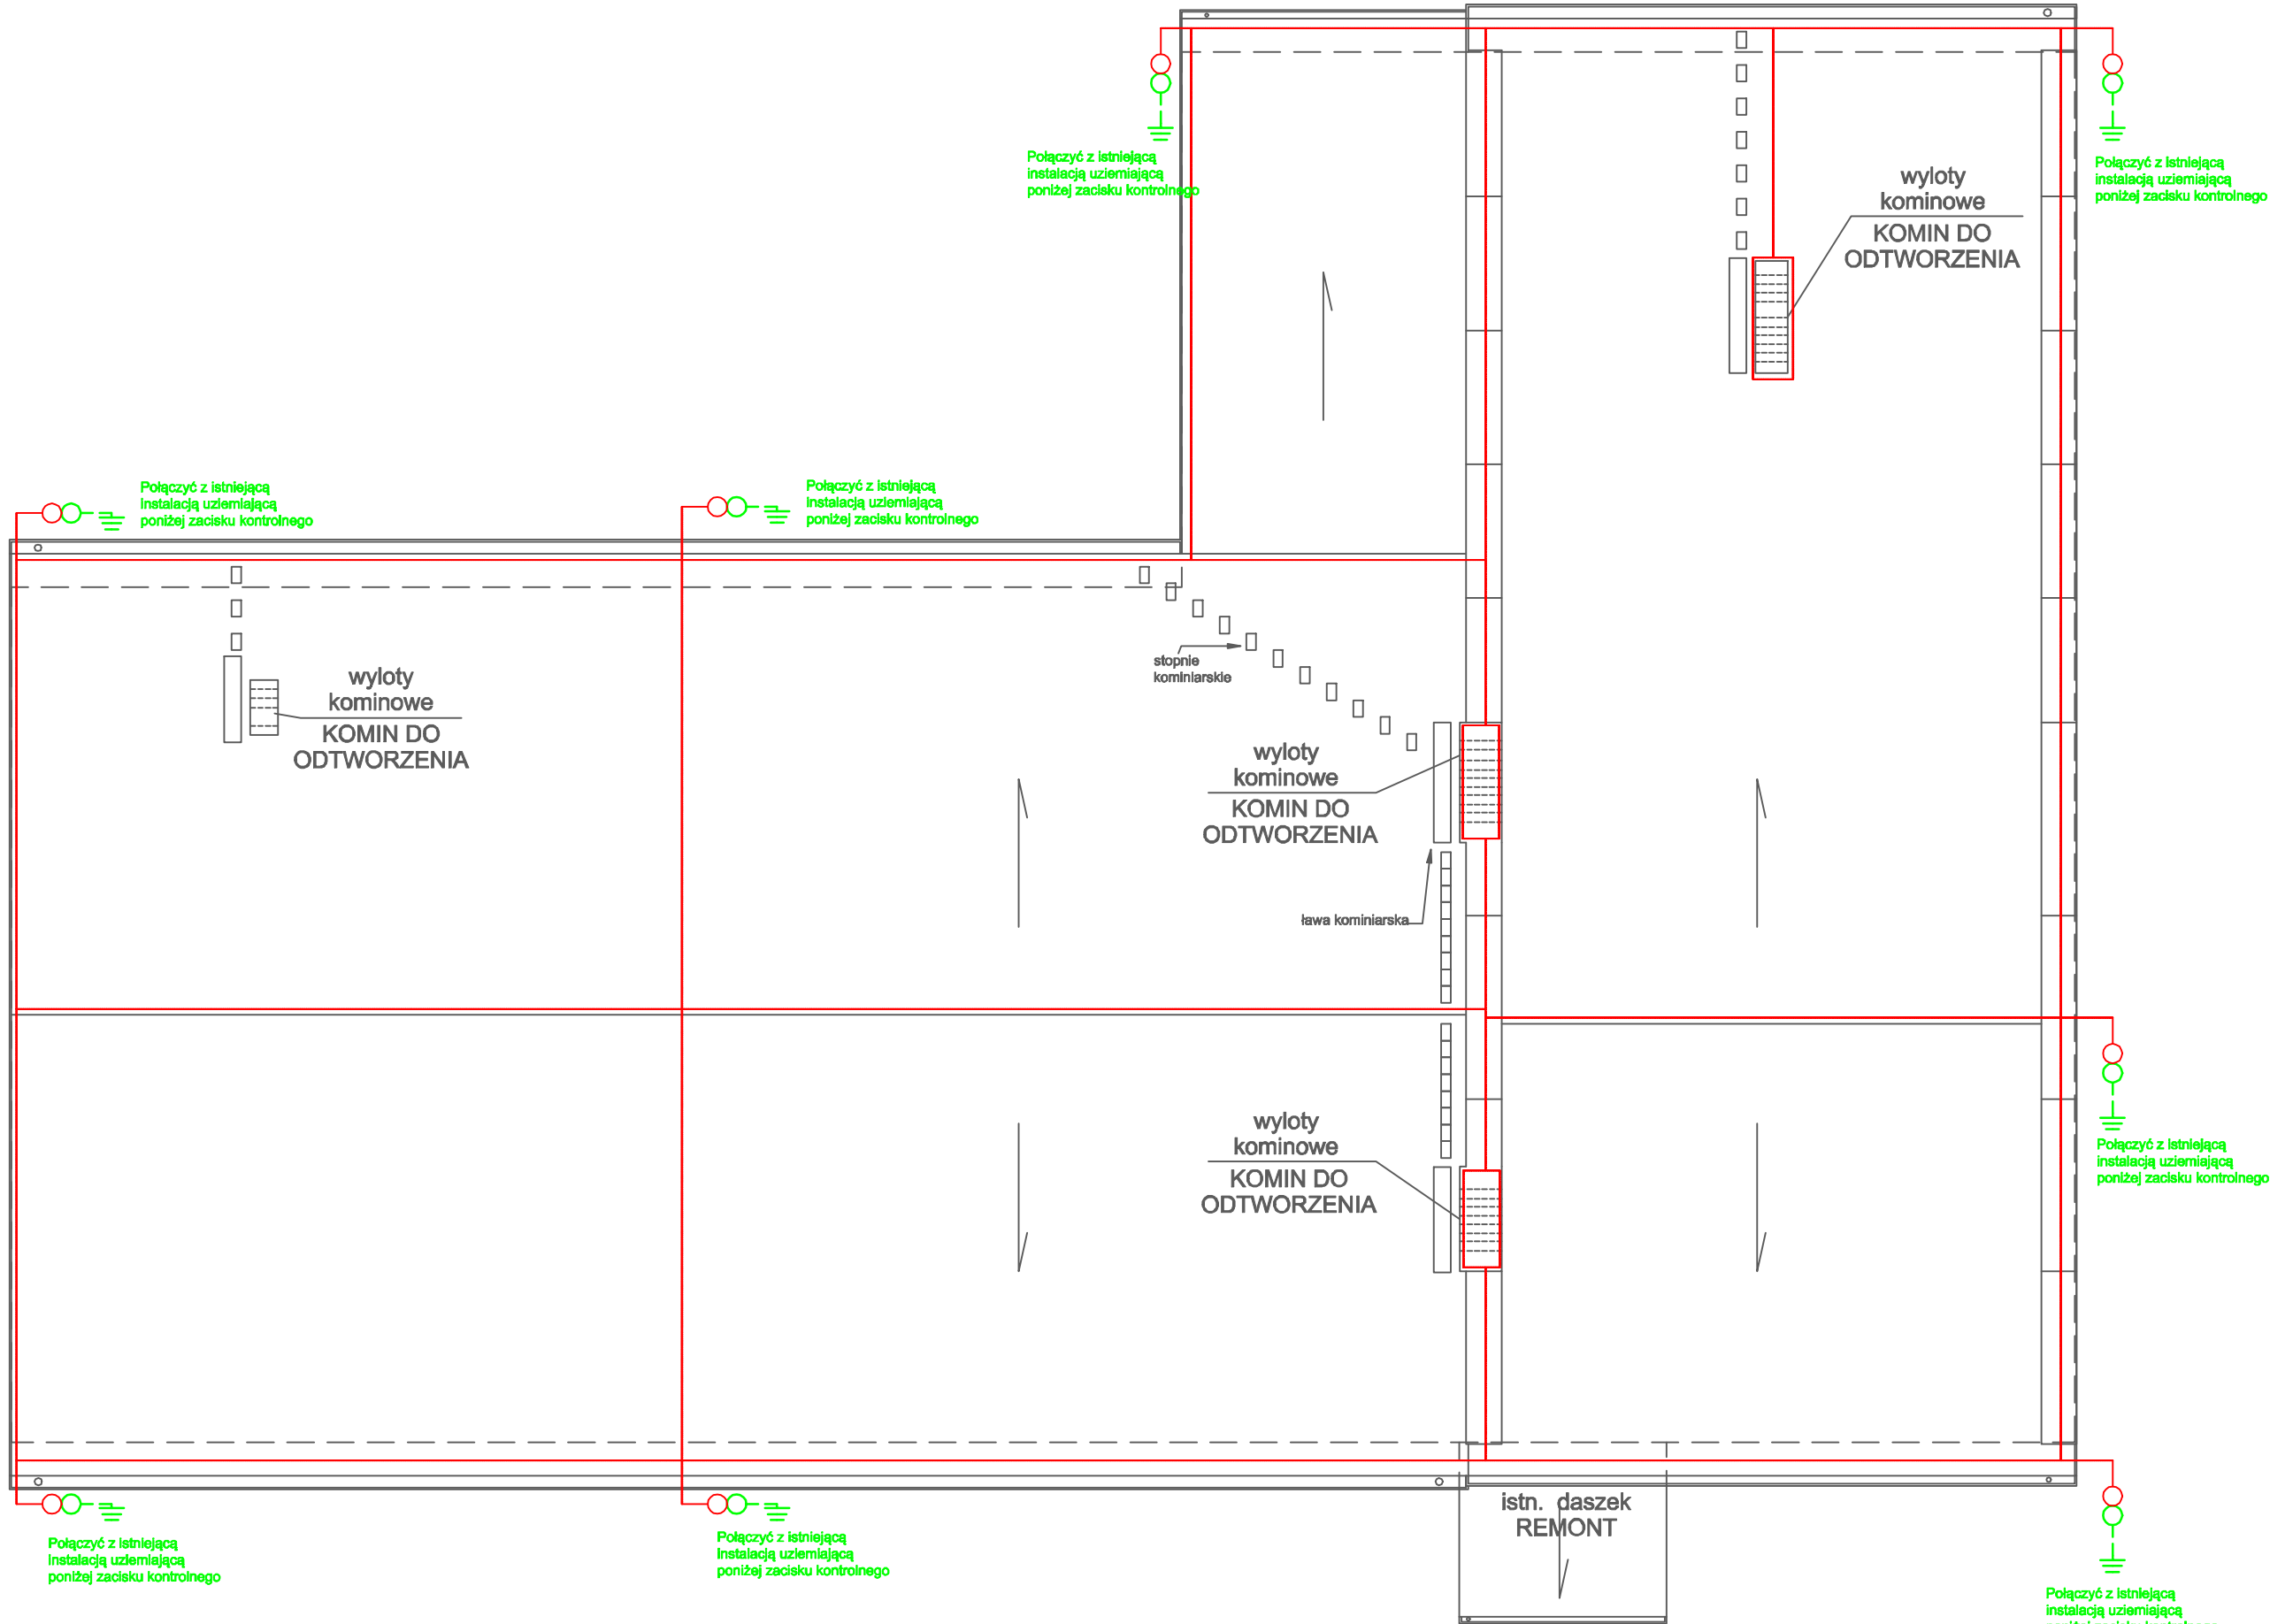 Połączyć z istniejącą
instalacją uziemiającą
poniżej zacisku kontrolnego
Połączyć z istniejącą
instalacją uziemiającą
poniżej zacisku kontrolnego
wyloty
kominowe
KOMIN DO
ODTWORZENIA
Połączyć z istniejącą
instalacją uziemiającą
poniżej zacisku kontrolnego
Połączyć z istniejącą
instalacją uziemiającą
poniżej zacisku kontrolnego
stopnie
kominiarskie
wyloty
kominowe
KOMIN DO
ODTWORZENIA
wyloty
kominowe
KOMIN DO
ODTWORZENIA
ława kominiarska
wyloty
kominowe
KOMIN DO
ODTWORZENIA
Połączyć z istniejącą
instalacją uziemiającą
poniżej zacisku kontrolnego
istn. daszek
REMONT
Połączyć z istniejącą
instalacją uziemiającą
poniżej zacisku kontrolnego
Połączyć z istniejącą
instalacją uziemiającą
poniżej zacisku kontrolnego
Połączyć z istniejącą
instalacją uziemiającą